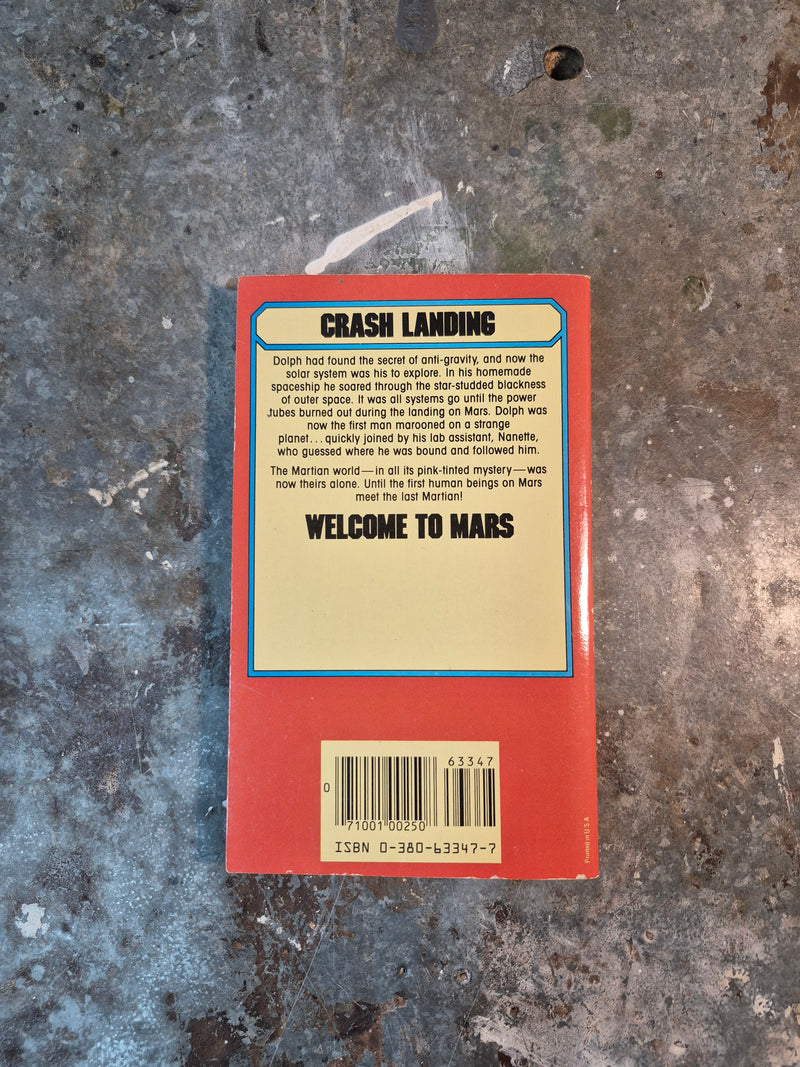 CRASH LANDING
Dolph had found the secret of anti-gravity, and now the
solar system was his to explore. In his homemade
spaceship he soared through the star-studded blackness
of outer space. It was all systems go until the power
tubes burned out during the landing on Mars. Dolph was
now the first man marooned on a strange
planet...quickly joined by his lab assistant, Nanette,
who guessed where he was bound and followed him.
The Martian world—in all its pink-tinted mystery—was
now theirs alone. Until the first human beings on Mars
meet the last Martian!
WELCOME TO MARS
63347
0
71001 00250
ISBN 0-380-63347-7
Printed in U.S.A.